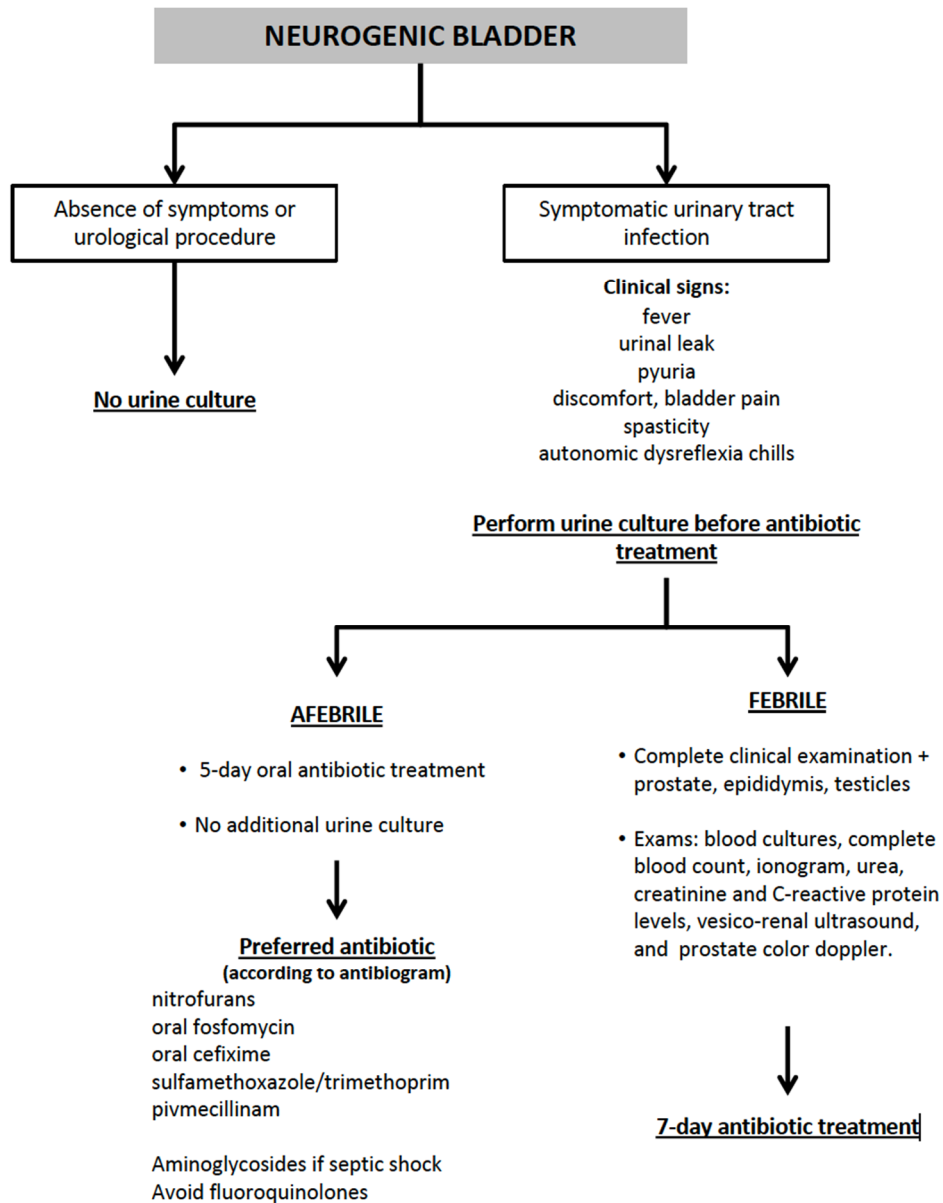 NEUROGENIC BLADDER
Absence of symptoms or
urological procedure
No urine culture
Symptomatic urinary tract
infection
Clinical signs:
fever
urinal leak
pyuria
discomfort, bladder pain
spasticity
autonomic dysreflexia chills
Perform urine culture before antibiotic
treatment
AFEBRILE
• 5-day oral antibiotic treatment
• No additional urine culture
Preferred antibiotic
(according to antibiogram)
nitrofurans
oral fosfomycin
oral cefixime
sulfamethoxazole/trimethoprim
pivmecillinam
Aminoglycosides if septic shock
Avoid fluoroquinolones
FEBRILE
• Complete clinical examination +
prostate, epididymis, testicles
• Exams: blood cultures, complete
blood count, ionogram, urea,
creatinine and C-reactive protein
levels, vesico-renal ultrasound,
and prostate color doppler.
7-day antibiotic treatment